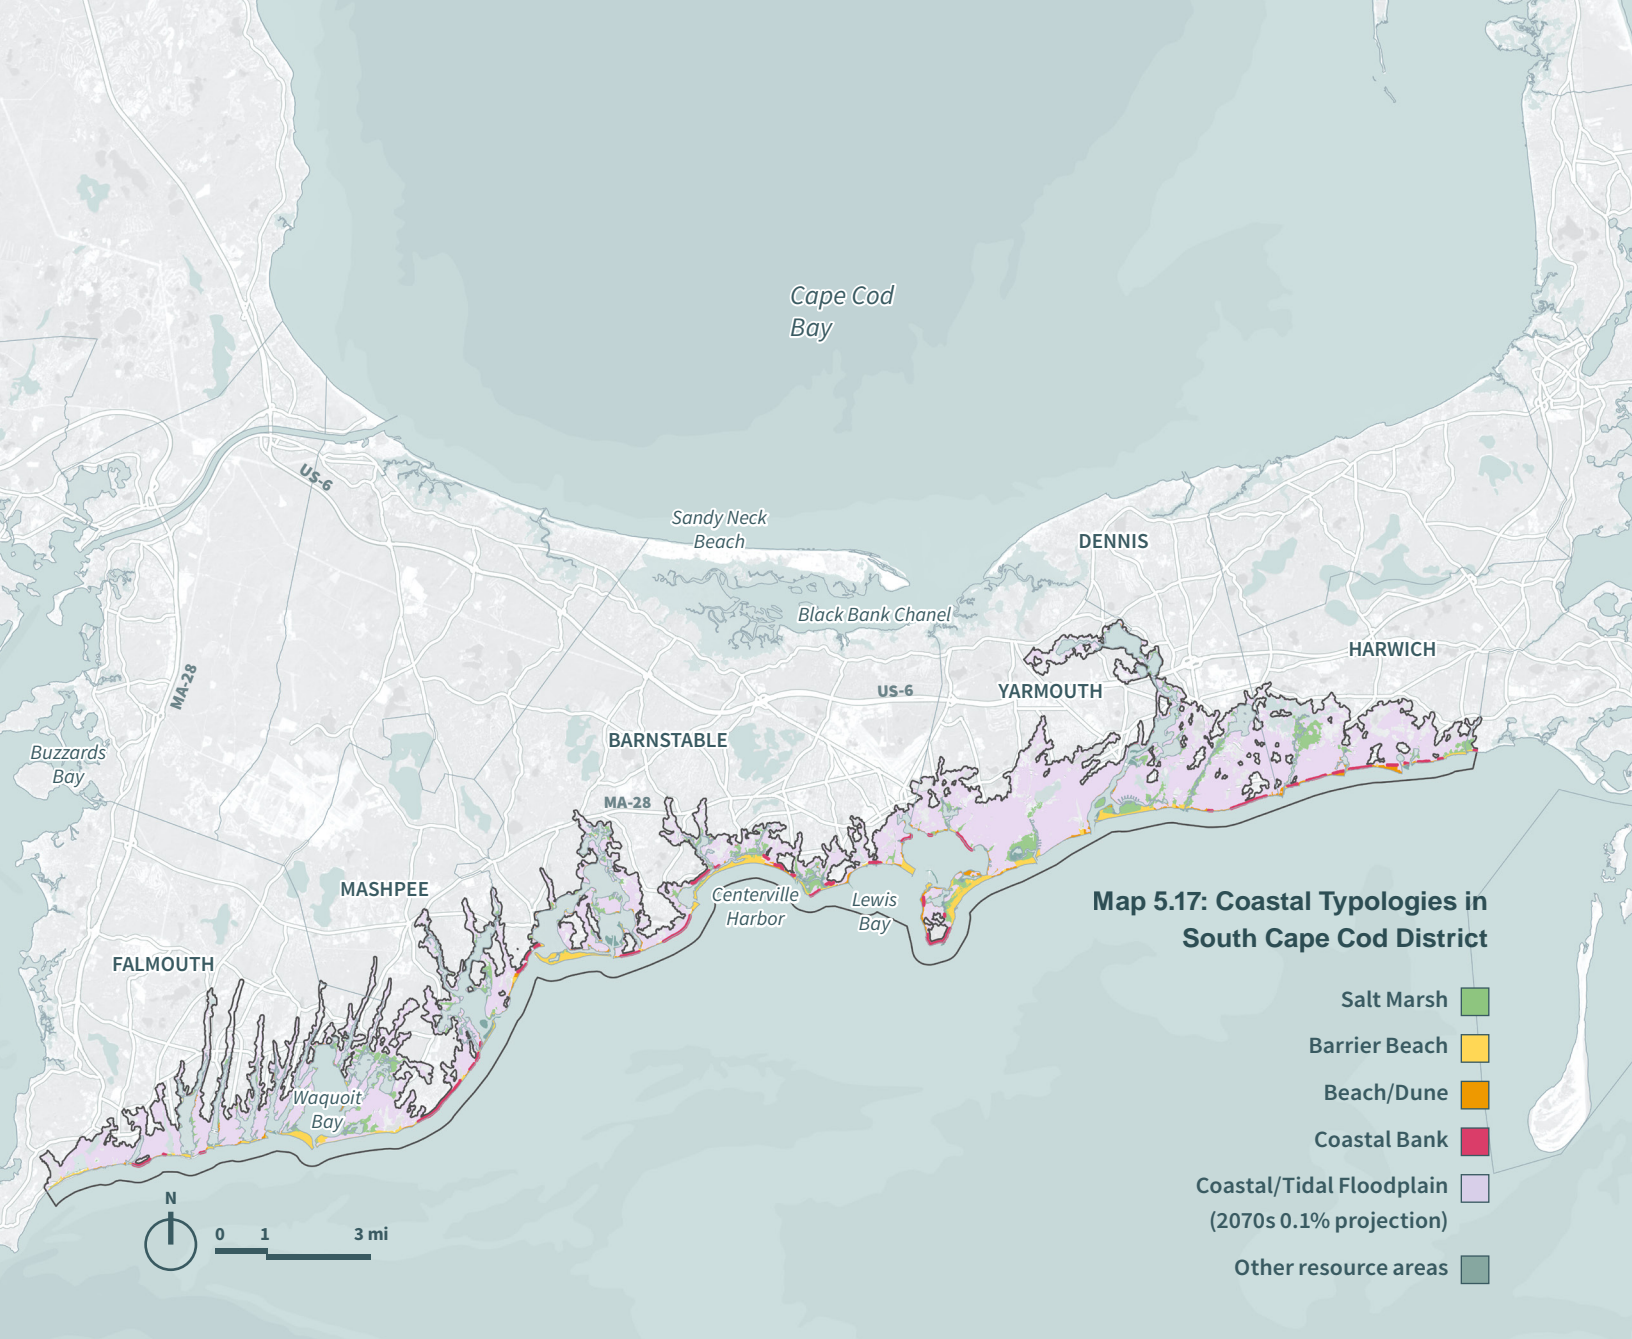 Cape Cod
Bay
US-6
Sandy Neck
Beach
DENNIS
Black Bank Chanel
HARWICH
MA-28
US-6
YARMOUTH
Buzzards
Bay
BARNSTABLE
MA-28
MASHPEE
Centerville
Harbor
Lewis
Bay
FALMOUTH
Waquoit
Bay
Map 5.17: Coastal Typologies in
South Cape Cod District
Salt Marsh
Barrier Beach
Beach/Dune
Coastal Bank
Coastal/Tidal Floodplain
(2070s 0.1% projection)
Other resource areas
N
0 1 3 mi